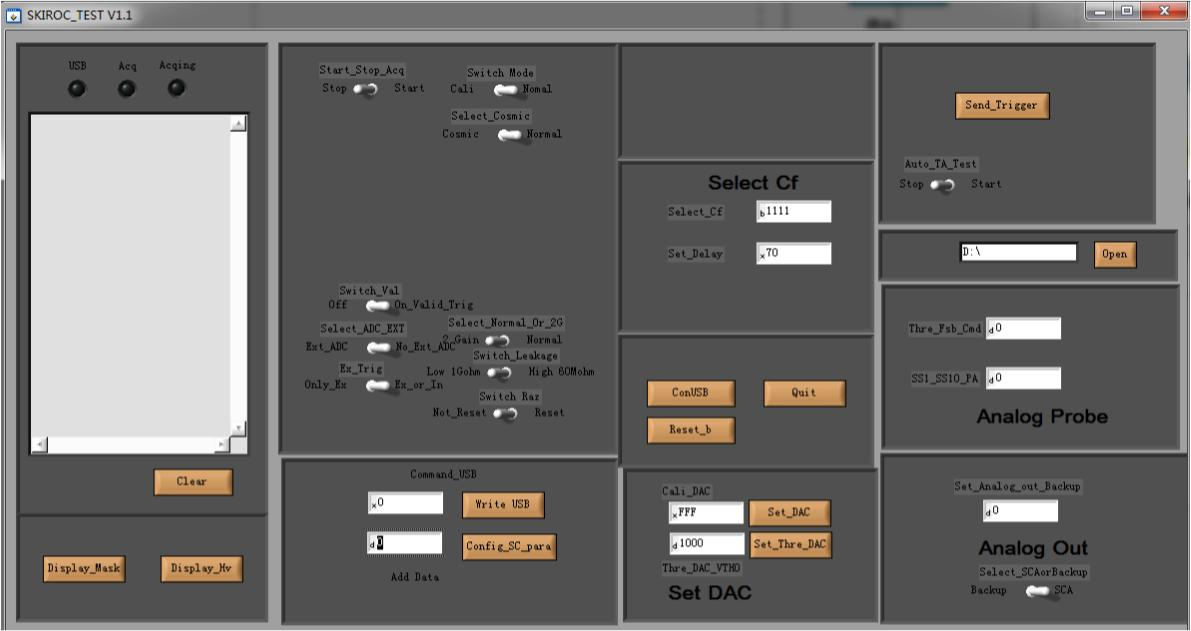 SKIROC_TEST V1.1
USB Acq Acqing
Clear
Display_Mask Display_Hv
Start_Stop_Acq
Stop Start
Switch Mode
Cali Nomal
Select_Cosmic
Cosmic Normal
Switch_Val
Off On_Valid_Trig
Select_ADC_EXT
Ext_ADC No_Ext_ADC
Ex_Trig
Only_Ex Ex_or_In
Select_Normal_Or_2G
2_Gain Normal
Switch_Leakage
Low 1Gohm High 60Mohm
Switch Raz
Not_Reset Reset
Command_USB
x0 Write USB
d0 Config_SC_para
Add Data
Select Cf
Select_Cf b1111
Set_Delay x70
ConUSB Quit
Reset_b
Cali_DAC
xFFF Set_DAC
d1000 Set_Thre_DAC
Thre_DAC_VTH0
Set DAC
Send_Trigger
Auto_TA_Test
Stop Start
D:\ Open
Thre_Fsb_Cmd d0
SS1_SS10_PA d0
Analog Probe
Set_Analog_out_Backup
d0
Analog Out
Select_SCAorBackup
Backup SCA